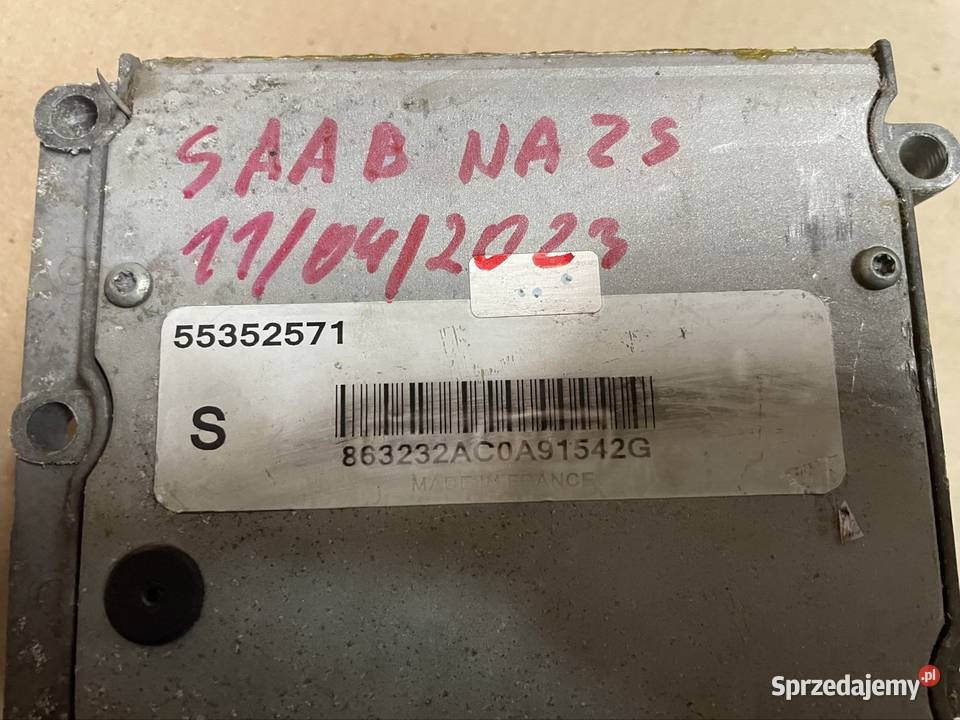 SAAB NA ZS
11/04/2023
55352571
S
863232AC0A91542G
MADE IN FRANCE
Sprzedajemy.pl